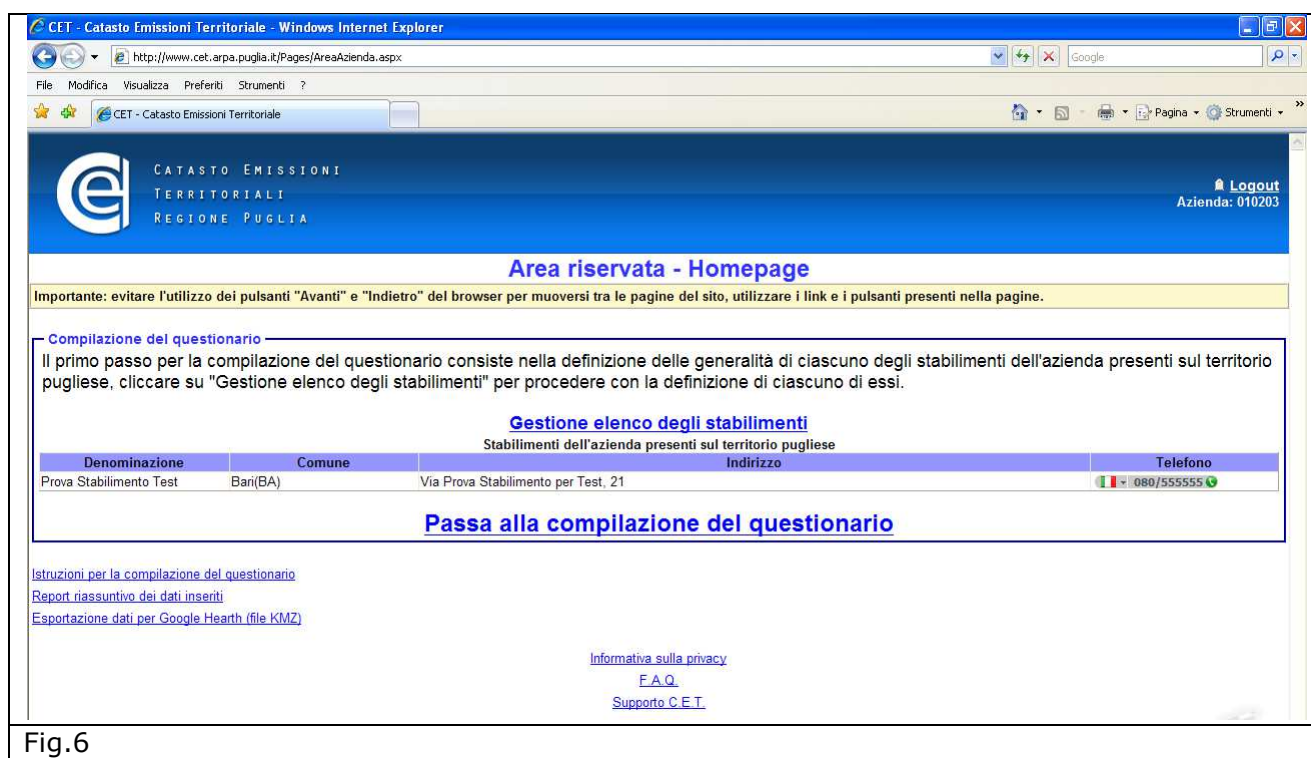 CET - Catasto Emissioni Territoriale - Windows Internet Explorer
http://www.cet.arpa.puglia.it/Pages/AreaAzienda.aspx
Google
File Modifica Visualizza Preferiti Strumenti ?
CET - Catasto Emissioni Territoriale
Pagina Strumenti »
CATASTO EMISSIONI
TERRITORIALI
REGIONE PUGLIA
Logout
Azienda: 010203
Area riservata - Homepage
Importante: evitare l'utilizzo dei pulsanti "Avanti" e "Indietro" del browser per muoversi tra le pagine del sito, utilizzare i link e i pulsanti presenti nella pagine.
Compilazione del questionario
Il primo passo per la compilazione del questionario consiste nella definizione delle generalità di ciascuno degli stabilimenti dell'azienda presenti sul territorio
pugliese, cliccare su "Gestione elenco degli stabilimenti" per procedere con la definizione di ciascuno di essi.
Gestione elenco degli stabilimenti
Stabilimenti dell'azienda presenti sul territorio pugliese
Denominazione Comune Indirizzo Telefono
Prova Stabilimento Test Bari(BA) Via Prova Stabilimento per Test, 21 080/555555
Passa alla compilazione del questionario
Istruzioni per la compilazione del questionario
Report riassuntivo dei dati inseriti
Esportazione dati per Google Hearth (file KMZ)
Informativa sulla privacy
F.A.Q.
Supporto C.E.T.
Fig.6